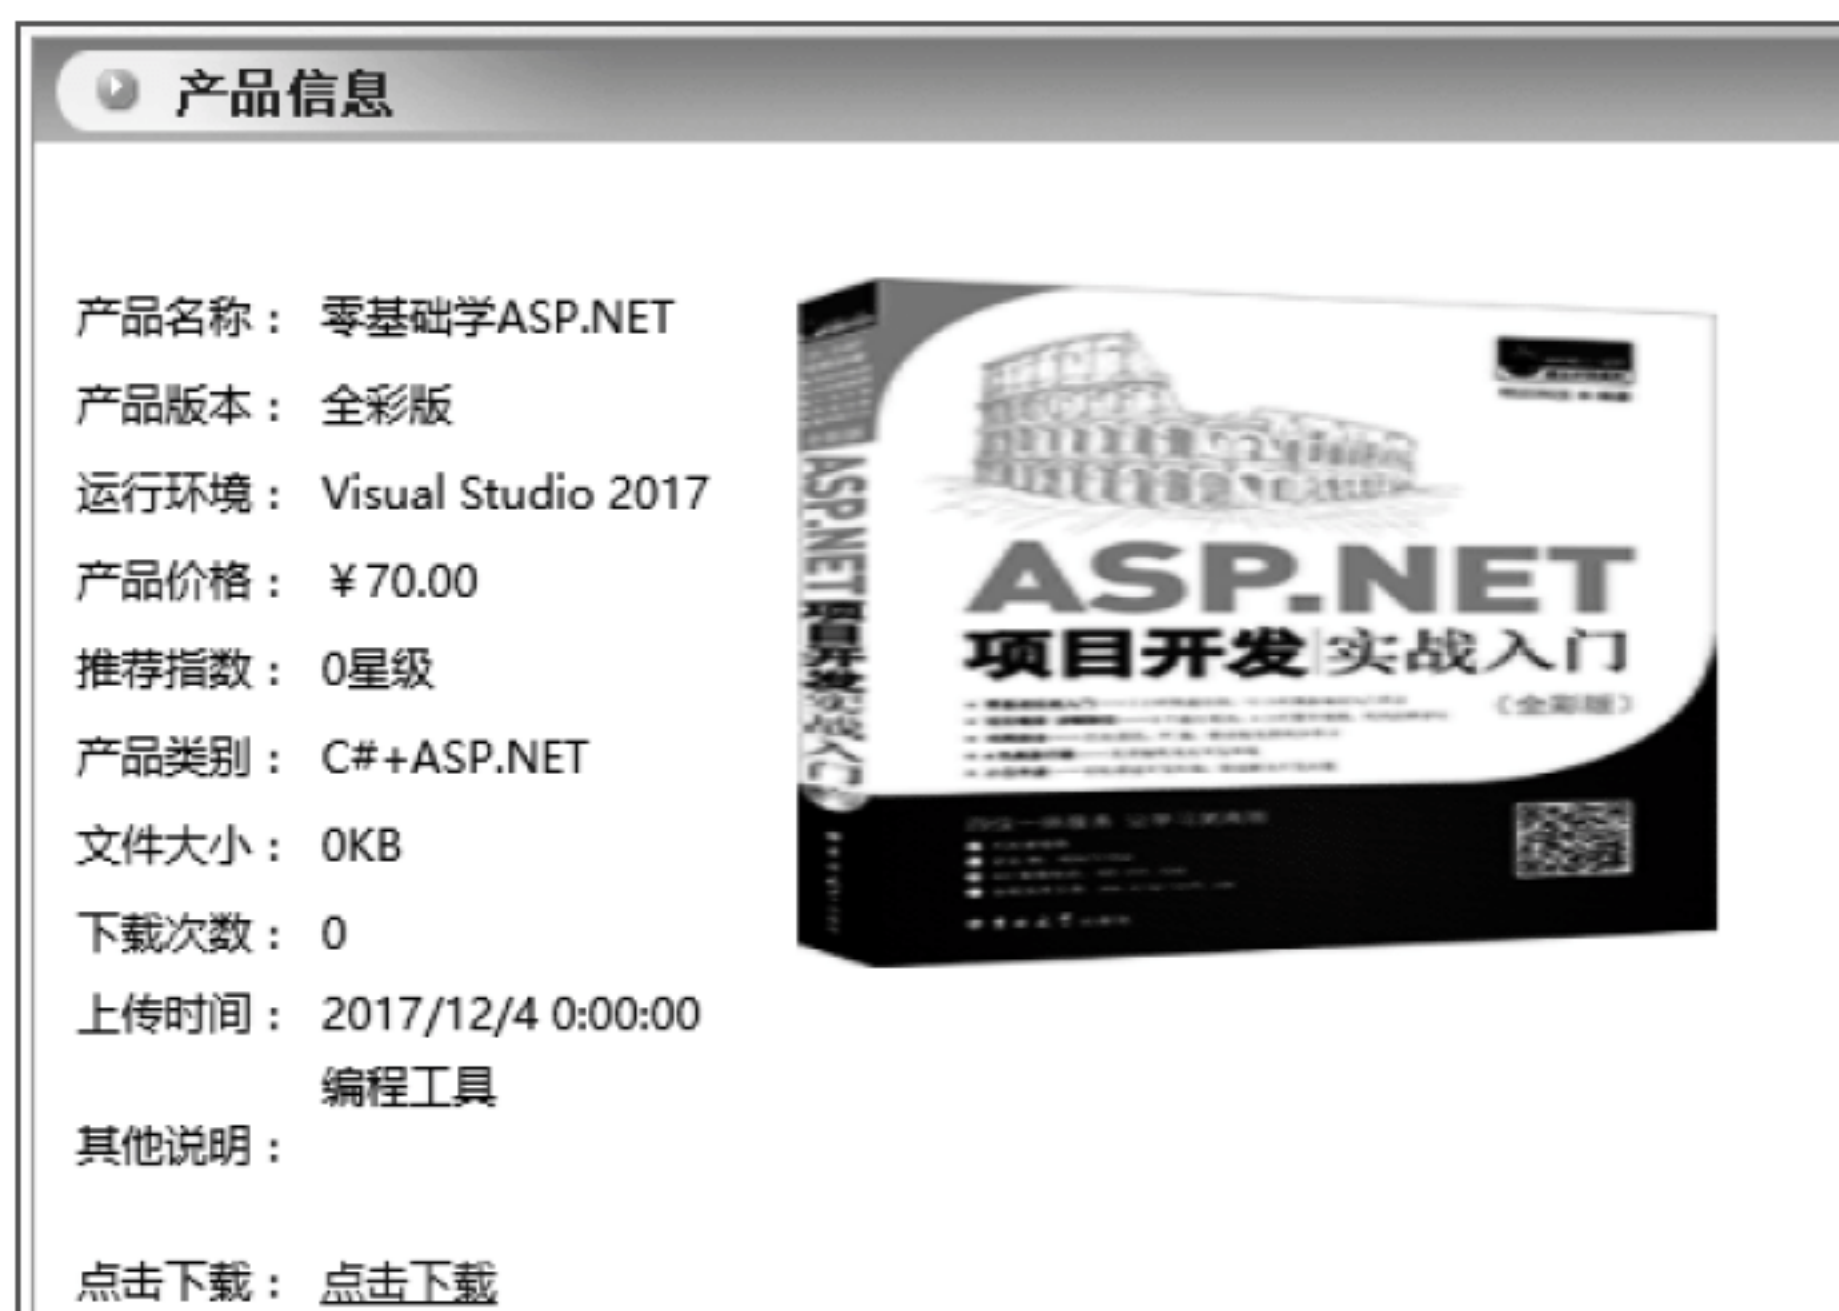 产品信息
产品名称： 零基础学ASP.NET
产品版本： 全彩版
运行环境： Visual Studio 2017
产品价格： ￥70.00
推荐指数： 0星级
产品类别： C#+ASP.NET
文件大小： 0KB
下载次数： 0
上传时间： 2017/12/4 0:00:00
编程工具
其他说明：
点击下载： 点击下载
ASP.NET项目开发实战入门
ASP.NET
项目开发 实战入门
（全彩版）